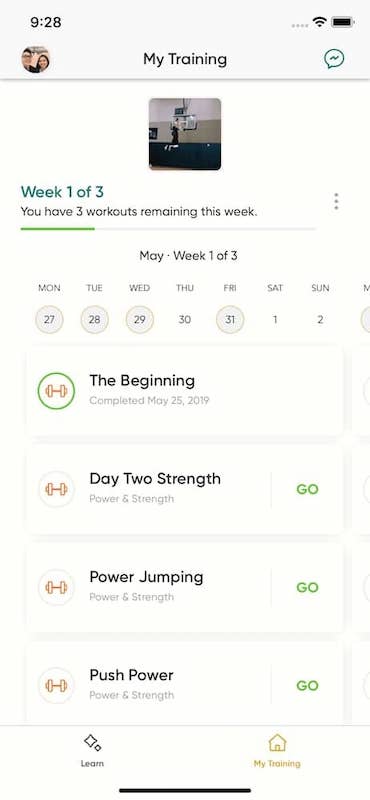 9:28
My Training
Week 1 of 3
You have 3 workouts remaining this week.
May · Week 1 of 3
MON TUE WED THU FRI SAT SUN M
27 28 29 30 31 1 2
The Beginning
Completed May 25, 2019
Day Two Strength
Power & Strength
GO
Power Jumping
Power & Strength
GO
Push Power
Power & Strength
GO
Learn
My Training